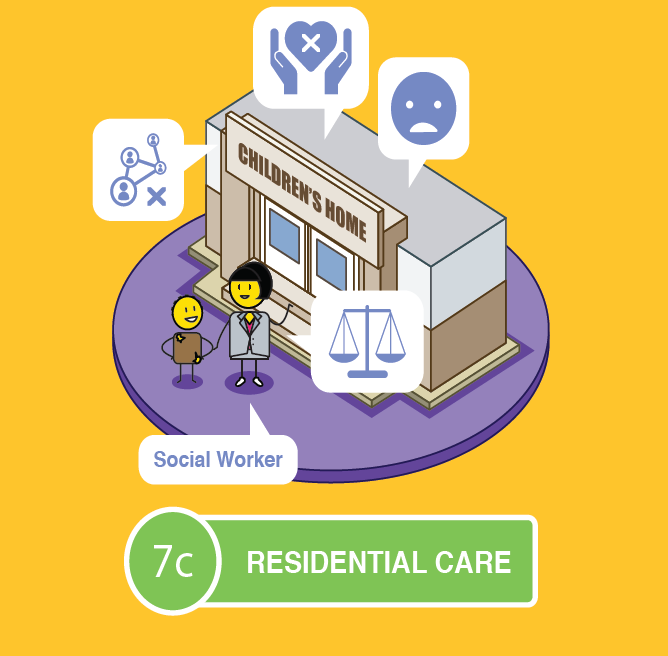 CHILDREN'S HOME
Social Worker
7c
RESIDENTIAL CARE